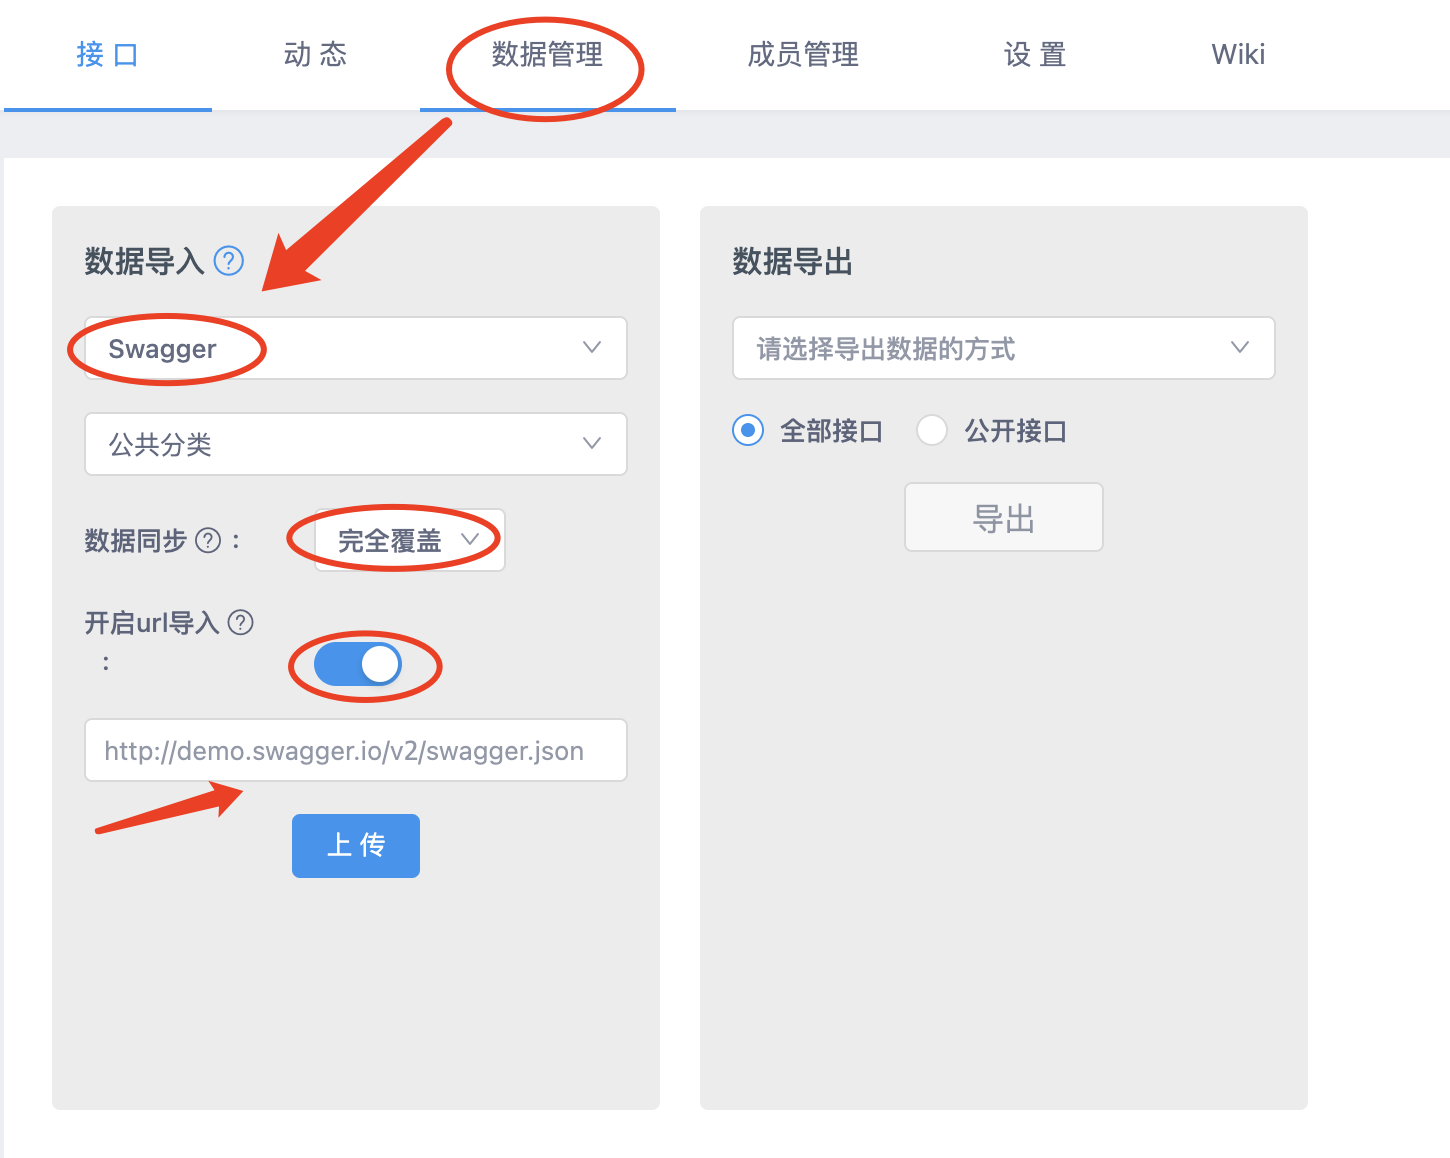 接 口 动 态 数据管理 成员管理 设 置 Wiki
数据导入 ?
Swagger
公共分类
数据同步 ? :
完全覆盖
开启url导入 ?
:
http://demo.swagger.io/v2/swagger.json
上 传
数据导出
请选择导出数据的方式
全部接口 公开接口
导出